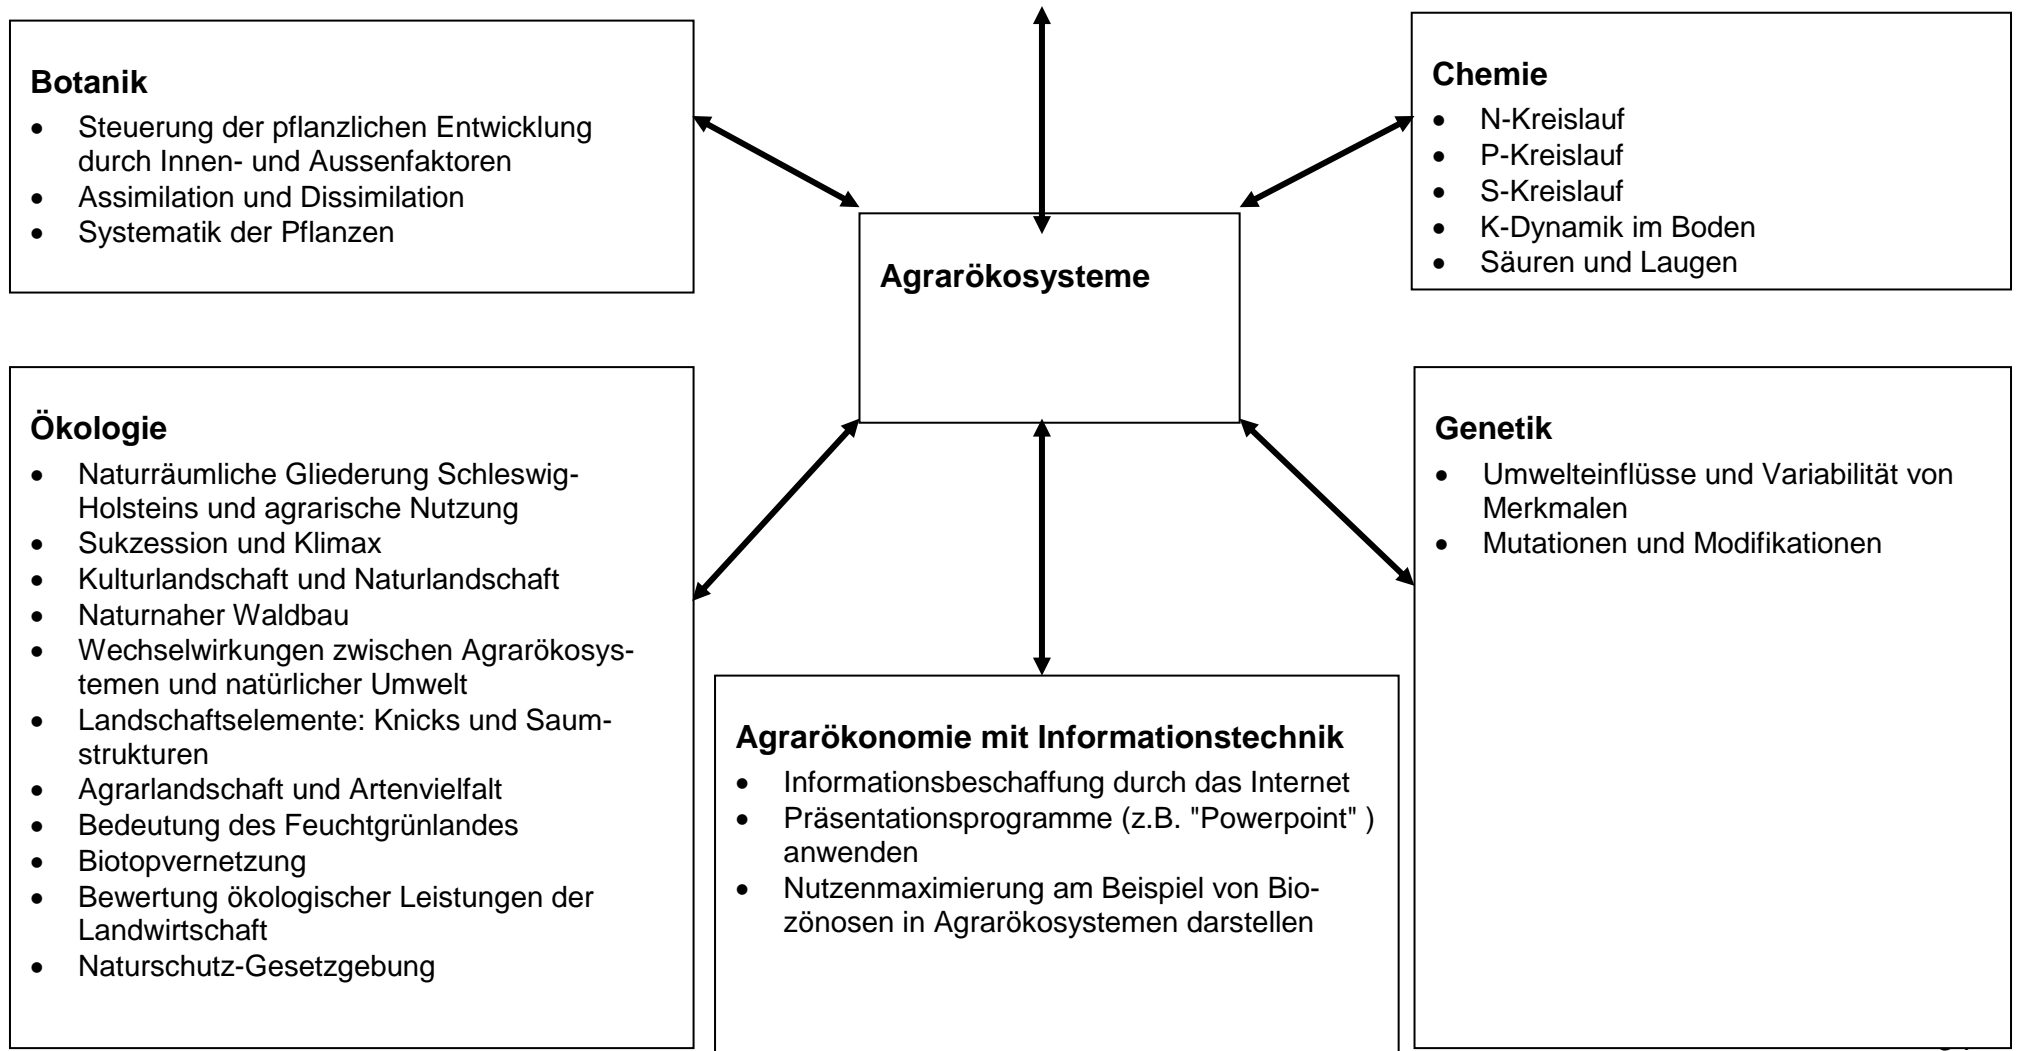 Botanik
• Steuerung der pflanzlichen Entwicklung
durch Innen- und Aussenfaktoren
• Assimilation und Dissimilation
• Systematik der Pflanzen
Chemie
• N-Kreislauf
• P-Kreislauf
• S-Kreislauf
• K-Dynamik im Boden
• Säuren und Laugen
Agrarökosysteme
Ökologie
• Naturräumliche Gliederung Schleswig-
Holsteins und agrarische Nutzung
• Sukzession und Klimax
• Kulturlandschaft und Naturlandschaft
• Naturnaher Waldbau
• Wechselwirkungen zwischen Agrarökosys-
temen und natürlicher Umwelt
• Landschaftselemente: Knicks und Saum-
strukturen
• Agrarlandschaft und Artenvielfalt
• Bedeutung des Feuchtgrünlandes
• Biotopvernetzung
• Bewertung ökologischer Leistungen der
Landwirtschaft
• Naturschutz-Gesetzgebung
Agrarökonomie mit Informationstechnik
• Informationsbeschaffung durch das Internet
• Präsentationsprogramme (z.B. "Powerpoint" )
anwenden
• Nutzenmaximierung am Beispiel von Bio-
zönosen in Agrarökosystemen darstellen
Genetik
• Umwelteinflüsse und Variabilität von
Merkmalen
• Mutationen und Modifikationen